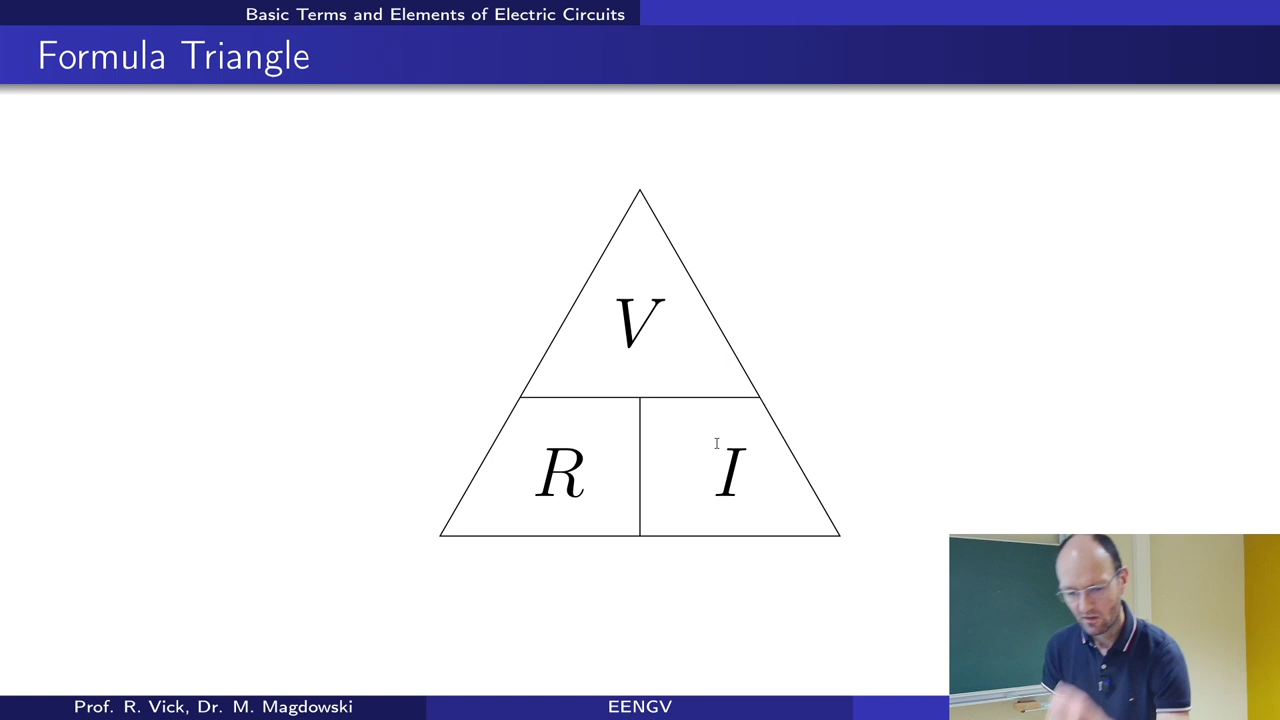 Basic Terms and Elements of Electric Circuits
Formula Triangle
V
R I
Prof. R. Vick, Dr. M. Magdowski EENGV